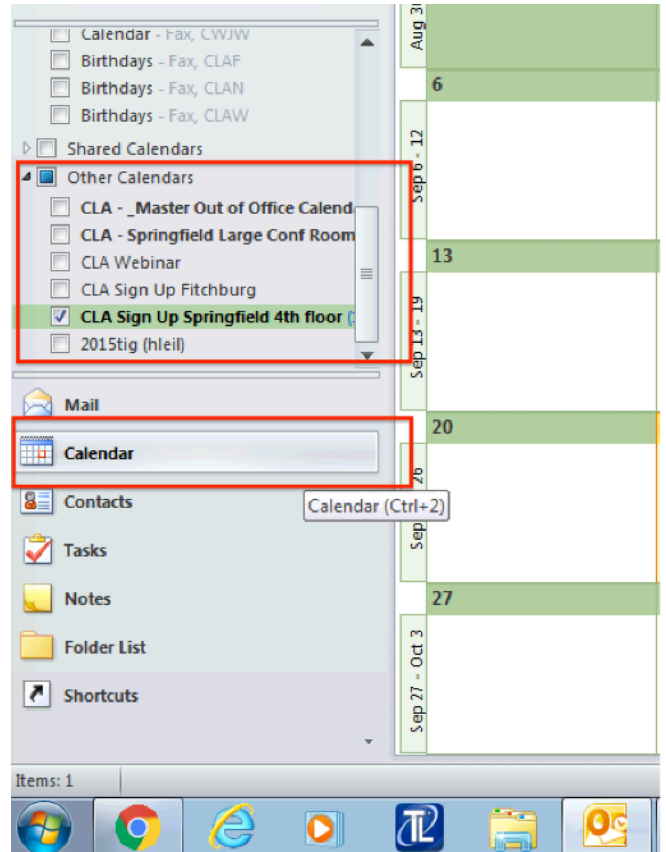 Calendar - Fax, CWJW
Birthdays - Fax, CLAF
Birthdays - Fax, CLAN
Birthdays - Fax, CLAW
Shared Calendars
Other Calendars
CLA - _Master Out of Office Calend
CLA - Springfield Large Conf Room
CLA Webinar
CLA Sign Up Fitchburg
CLA Sign Up Springfield 4th floor
2015tig (hleil)
Mail
Calendar
Calendar (Ctrl+2)
Contacts
Tasks
Notes
Folder List
Shortcuts
Items: 1
Aug 30
6
Sep 6 - 12
13
Sep 13 - 19
20
Sep 26
27
Sep 27 - Oct 3